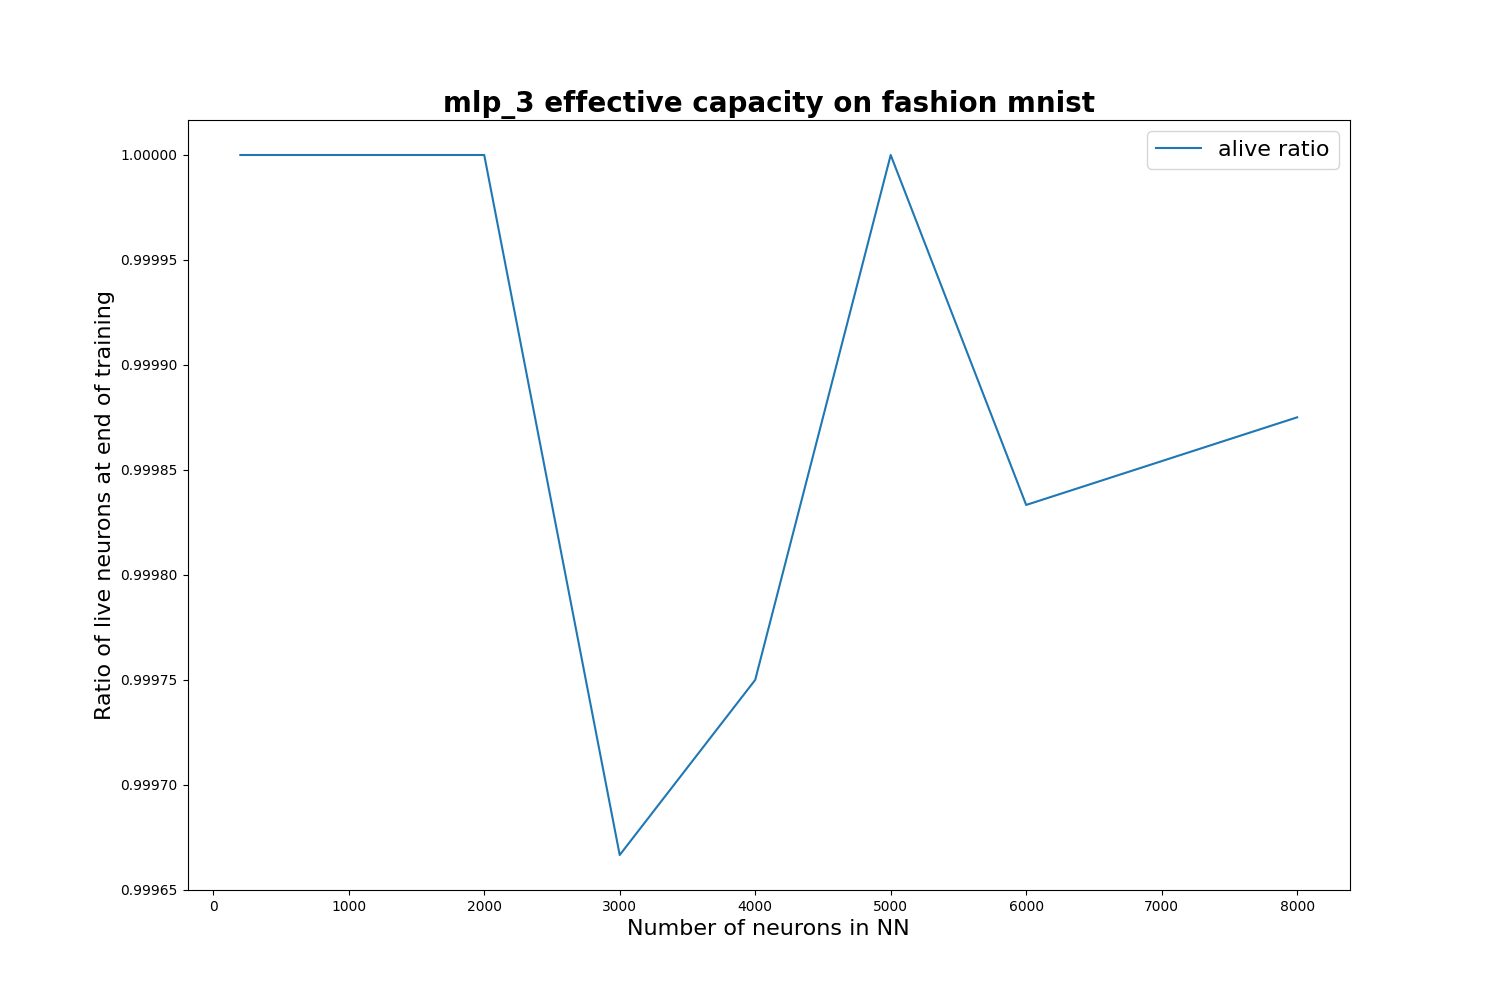 mlp_3 effective capacity on fashion mnist
alive ratio
Ratio of live neurons at end of training
1.00000
0.99995
0.99990
0.99985
0.99980
0.99975
0.99970
0.99965
0 1000 2000 3000 4000 5000 6000 7000 8000
Number of neurons in NN